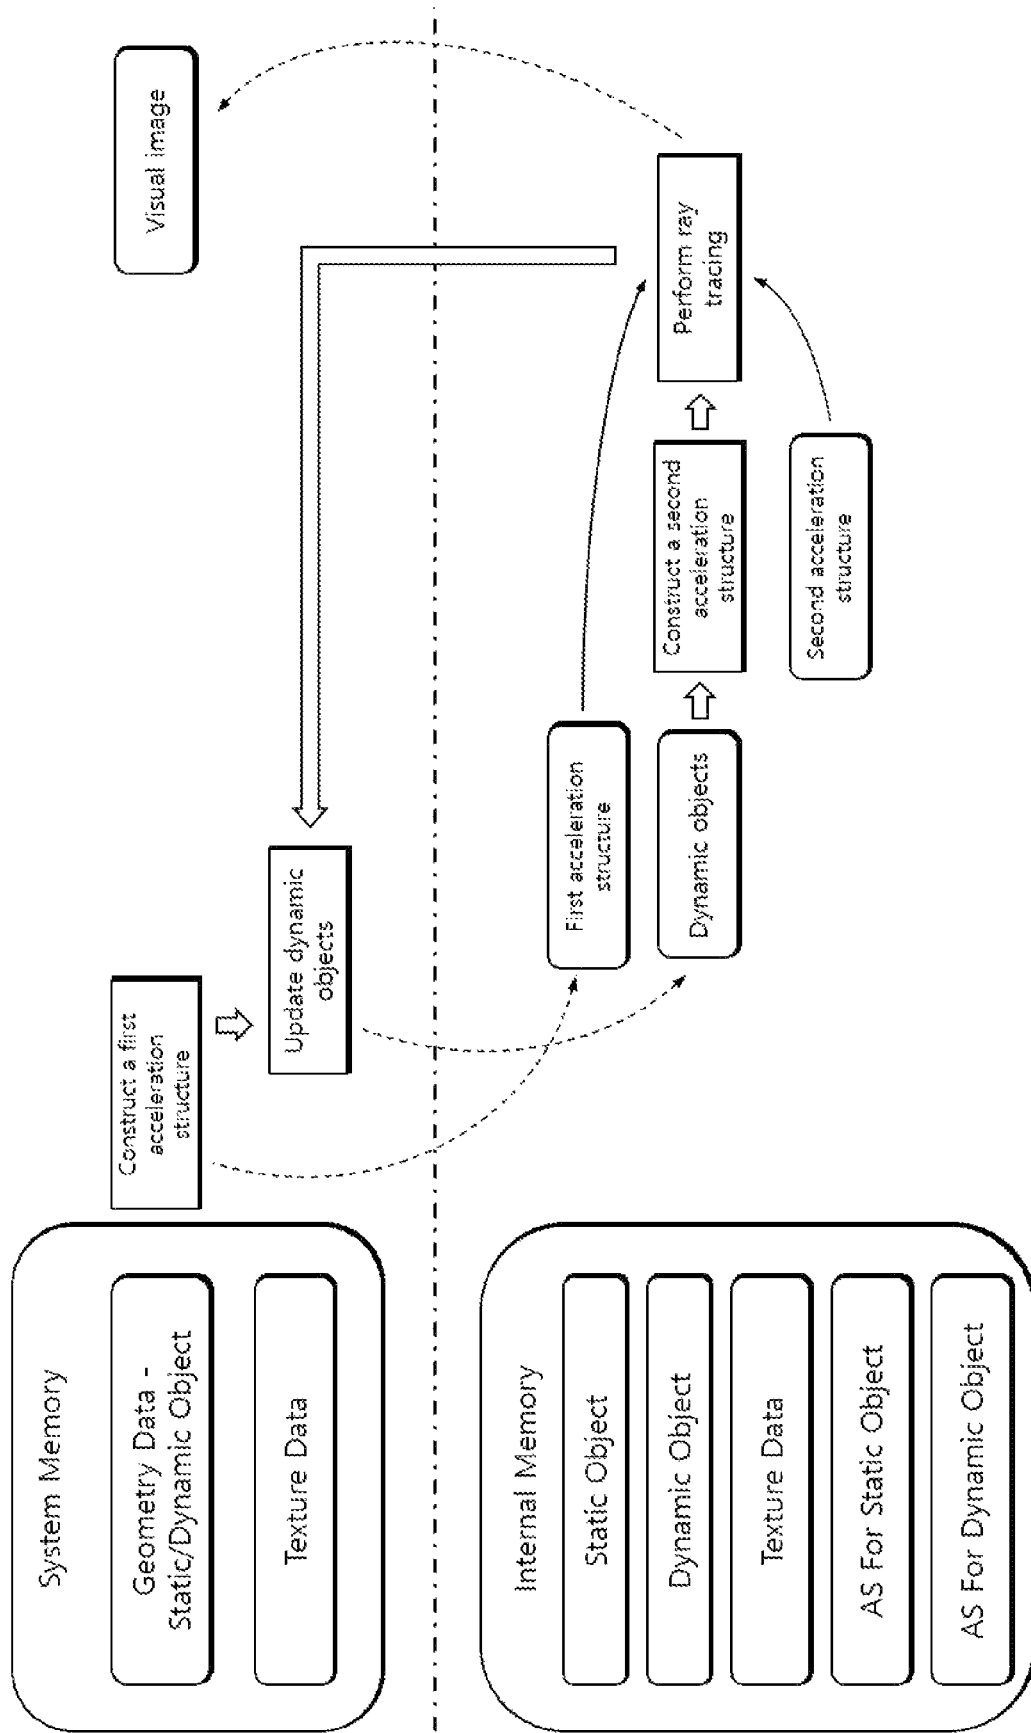 System Memory
Geometry Data -
Static/Dynamic Object
Texture Data
Construct a first
acceleration
structure
Update dynamic
objects
Visual image
Internal Memory
Static Object
Dynamic Object
Texture Data
AS For Static Object
AS For Dynamic Object
First acceleration
structure
Dynamic objects
Construct a second
acceleration
structure
Second acceleration
structure
Perform ray
tracing